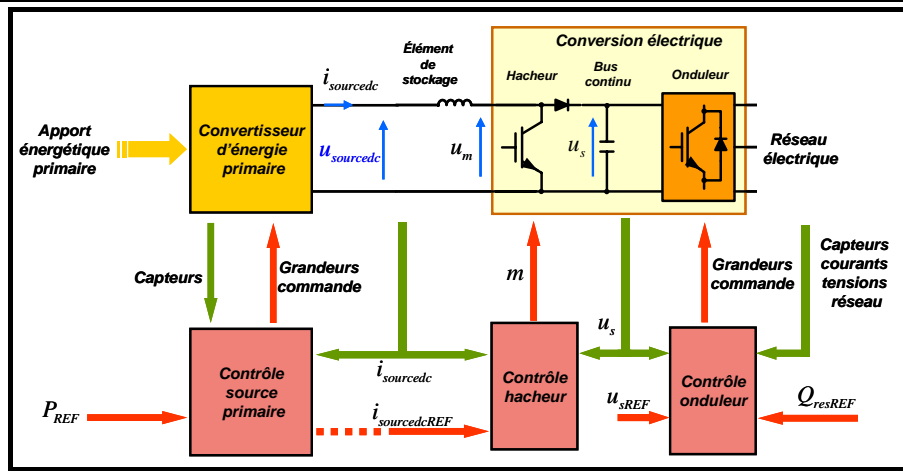 Conversion électrique
Élément
de
stockage
Hacheur
Bus
continu
Onduleur
i_sourcedc
Apport
énergétique
primaire
Convertisseur
d'énergie
primaire
u_sourcedc
u_m
u_s
Réseau
électrique
Capteurs
Grandeurs
commande
m
u_s
Grandeurs
commande
Capteurs
courants
tensions
réseau
Contrôle
source
primaire
i_sourcedc
Contrôle
hacheur
Contrôle
onduleur
P_REF
i_sourcedcREF
u_sREF
Q_resREF